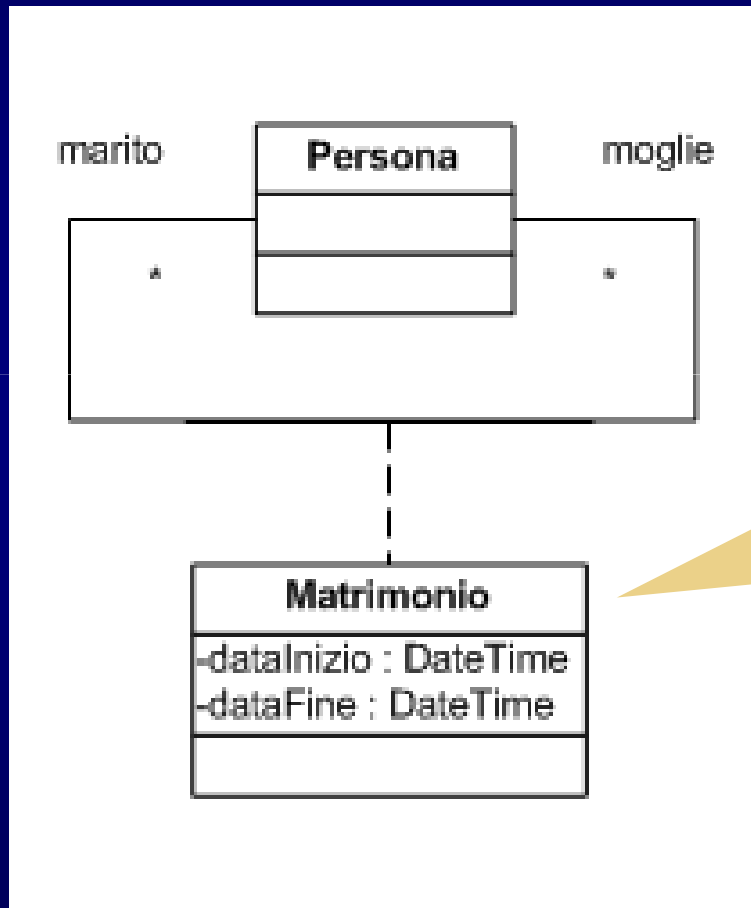 marito
Persona
moglie
*
*
Matrimonio
-dataInizio : DateTime
-dataFine : DateTime